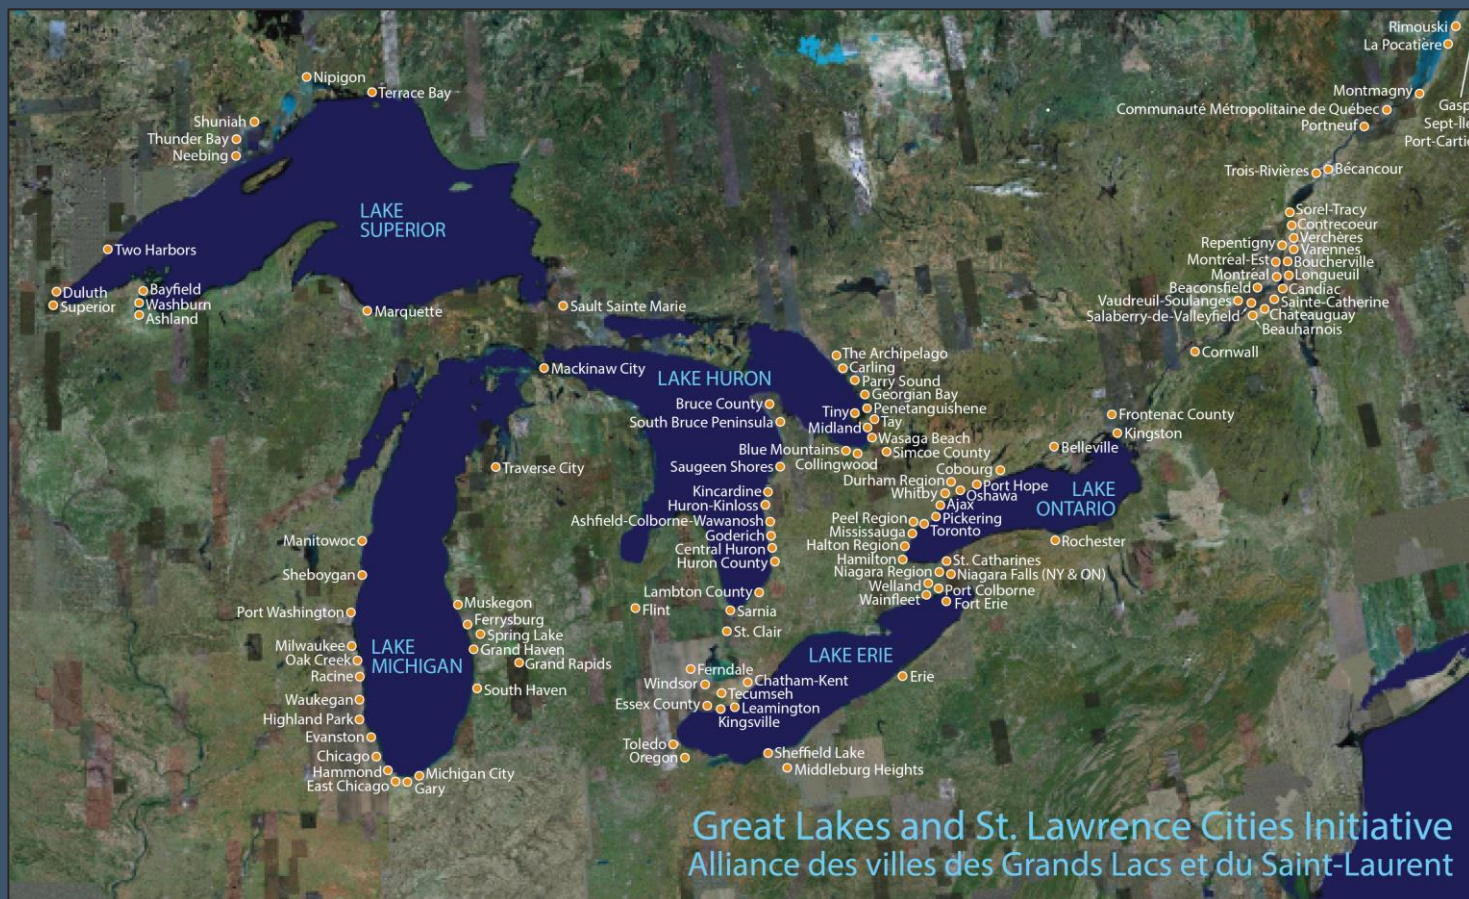 Rimouski
La Pocatière
Nipigon
Terrace Bay
Montmagny
Communauté Métropolitaine de Québec
Portneuf
Shuniah
Thunder Bay
Neebing
Trois-Rivières
Bécancour
LAKE
SUPERIOR
Sorel-Tracy
Contrecoeur
Verchères
Repentigny
Varennes
Montréal-Est
Boucherville
Montréal
Longueuil
Beaconsfield
Candiac
Vaudreuil-Soulanges
Sainte-Catherine
Salaberry-de-Valleyfield
Châteauguay
Beauharnois
Two Harbors
Duluth
Superior
Bayfield
Washburn
Ashland
Marquette
Sault Sainte Marie
Cornwall
Mackinaw City
LAKE HURON
The Archipelago
Carling
Parry Sound
Georgian Bay
Penetanguishene
Tiny
Tay
Midland
Wasaga Beach
Blue Mountains
Collingwood
Simcoe County
Bruce County
South Bruce Peninsula
Saugeen Shores
Kincardine
Huron-Kinloss
Ashfield-Colborne-Wawanosh
Goderich
Central Huron
Huron County
Lambton County
Sarnia
St. Clair
Flint
Frontenac County
Kingston
Belleville
Cobourg
Durham Region
Port Hope
Whitby
Oshawa
Ajax
Peel Region
Pickering
Mississauga
Toronto
Halton Region
Hamilton
LAKE
ONTARIO
Rochester
St. Catharines
Niagara Region
Niagara Falls (NY & ON)
Welland
Port Colborne
Wainfleet
Fort Erie
Traverse City
Manitowoc
Sheboygan
Port Washington
Milwaukee
Oak Creek
Racine
Waukegan
Highland Park
Evanston
Chicago
Hammond
East Chicago
Gary
Michigan City
LAKE
MICHIGAN
Muskegon
Ferrysburg
Spring Lake
Grand Haven
Grand Rapids
South Haven
LAKE ERIE
Erie
Ferndale
Windsor
Chatham-Kent
Tecumseh
Essex County
Leamington
Kingsville
Toledo
Oregon
Sheffield Lake
Middleburg Heights
Great Lakes and St. Lawrence Cities Initiative
Alliance des villes des Grands Lacs et du Saint-Laurent